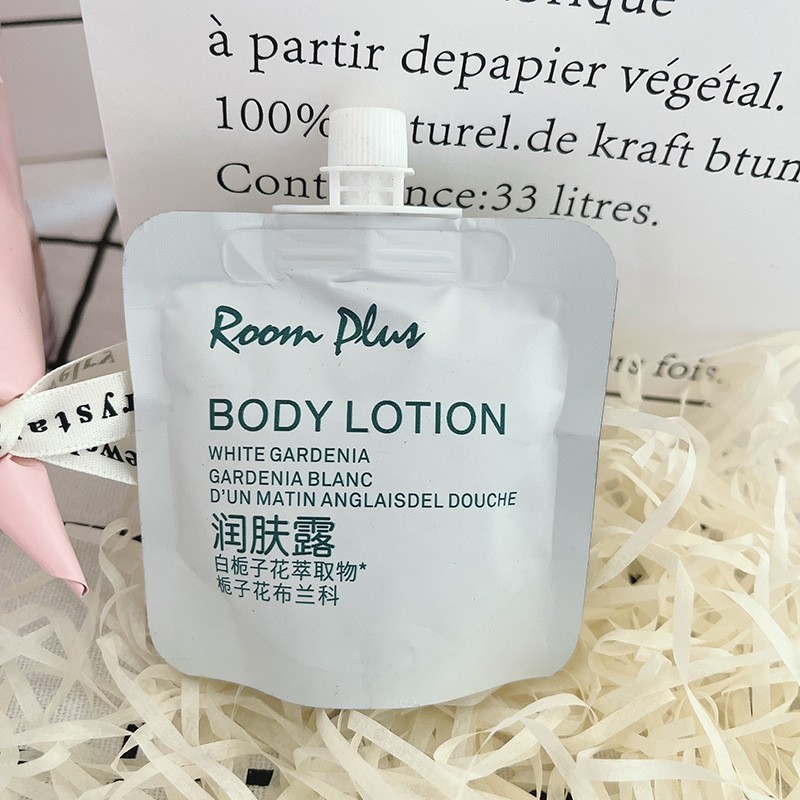 à partir depapier végétal.
100% turel.de kraft btun
Cont nce:33 litres.
Room Plus
BODY LOTION
WHITE GARDENIA
GARDENIA BLANC
D'UN MATIN ANGLAISDEL DOUCHE
润肤露
白栀子花萃取物*
栀子花布兰科
fois.